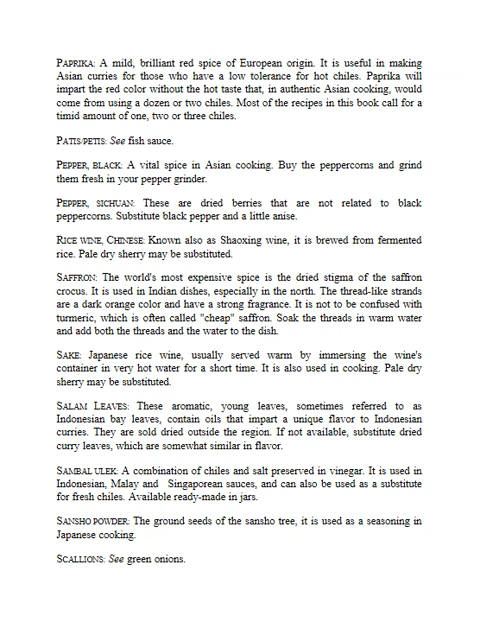 PAPRIKA: A mild, brilliant red spice of European origin. It is useful in making
Asian curries for those who have a low tolerance for hot chiles. Paprika will
impart the red color without the hot taste that, in authentic Asian cooking, would
come from using a dozen or two chiles. Most of the recipes in this book call for a
timid amount of one, two or three chiles.
PATIS/PETIS: See fish sauce.
PEPPER, BLACK: A vital spice in Asian cooking. Buy the peppercorns and grind
them fresh in your pepper grinder.
PEPPER, SICHUAN: These are dried berries that are not related to black
peppercorns. Substitute black pepper and a little anise.
RICE WINE, CHINESE: Known also as Shaoxing wine, it is brewed from fermented
rice. Pale dry sherry may be substituted.
SAFFRON: The world's most expensive spice is the dried stigma of the saffron
crocus. It is used in Indian dishes, especially in the north. The thread-like strands
are a dark orange color and have a strong fragrance. It is not to be confused with
turmeric, which is often called "cheap" saffron. Soak the threads in warm water
and add both the threads and the water to the dish.
SAKE: Japanese rice wine, usually served warm by immersing the wine's
container in very hot water for a short time. It is also used in cooking. Pale dry
sherry may be substituted.
SALAM LEAVES: These aromatic, young leaves, sometimes referred to as
Indonesian bay leaves, contain oils that impart a unique flavor to Indonesian
curries. They are sold dried outside the region. If not available, substitute dried
curry leaves, which are somewhat similar in flavor.
SAMBAL ULEK: A combination of chiles and salt preserved in vinegar. It is used in
Indonesian, Malay and Singaporean sauces, and can also be used as a substitute
for fresh chiles. Available ready-made in jars.
SANSHO POWDER: The ground seeds of the sansho tree, it is used as a seasoning in
Japanese cooking.
SCALLIONS: See green onions.